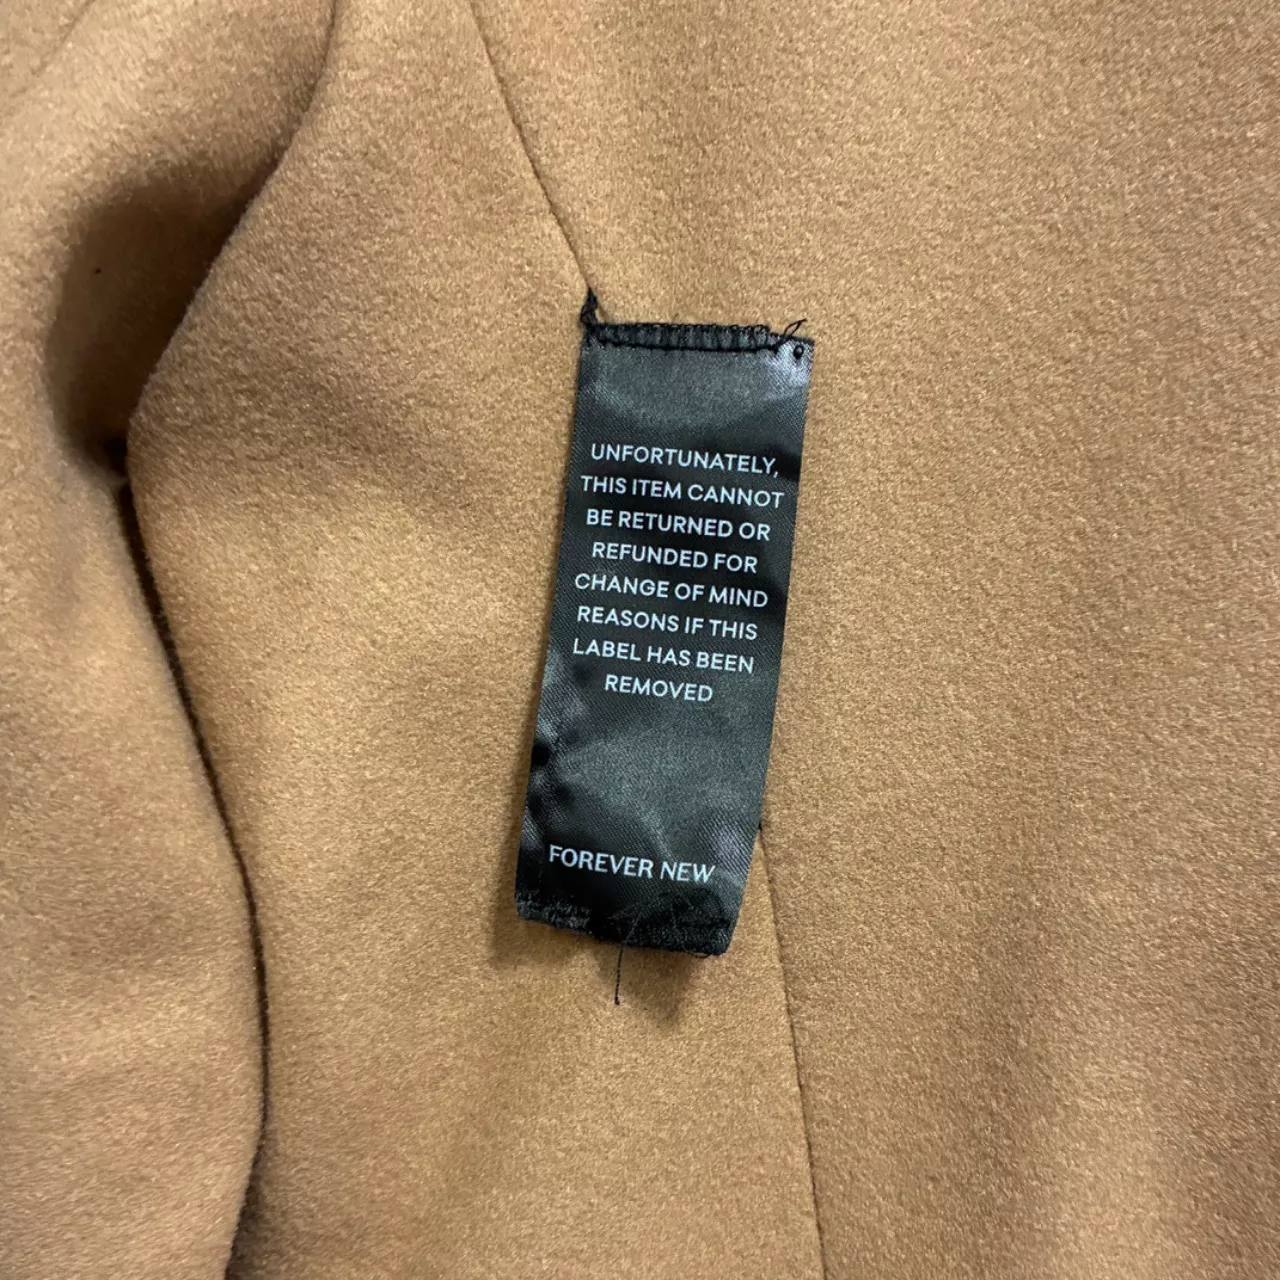 UNFORTUNATELY,
THIS ITEM CANNOT
BE RETURNED OR
REFUNDED FOR
CHANGE OF MIND
REASONS IF THIS
LABEL HAS BEEN
REMOVED
FOREVER NEW